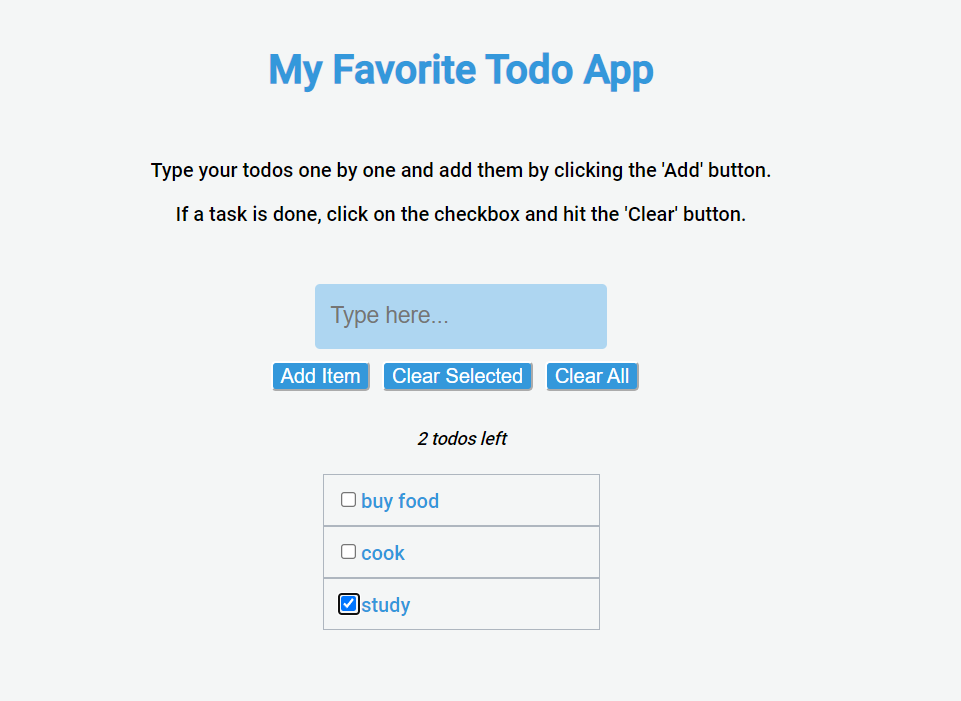 My Favorite Todo App
Type your todos one by one and add them by clicking the 'Add' button.
If a task is done, click on the checkbox and hit the 'Clear' button.
Type here...
Add Item Clear Selected Clear All
2 todos left
buy food
cook
study